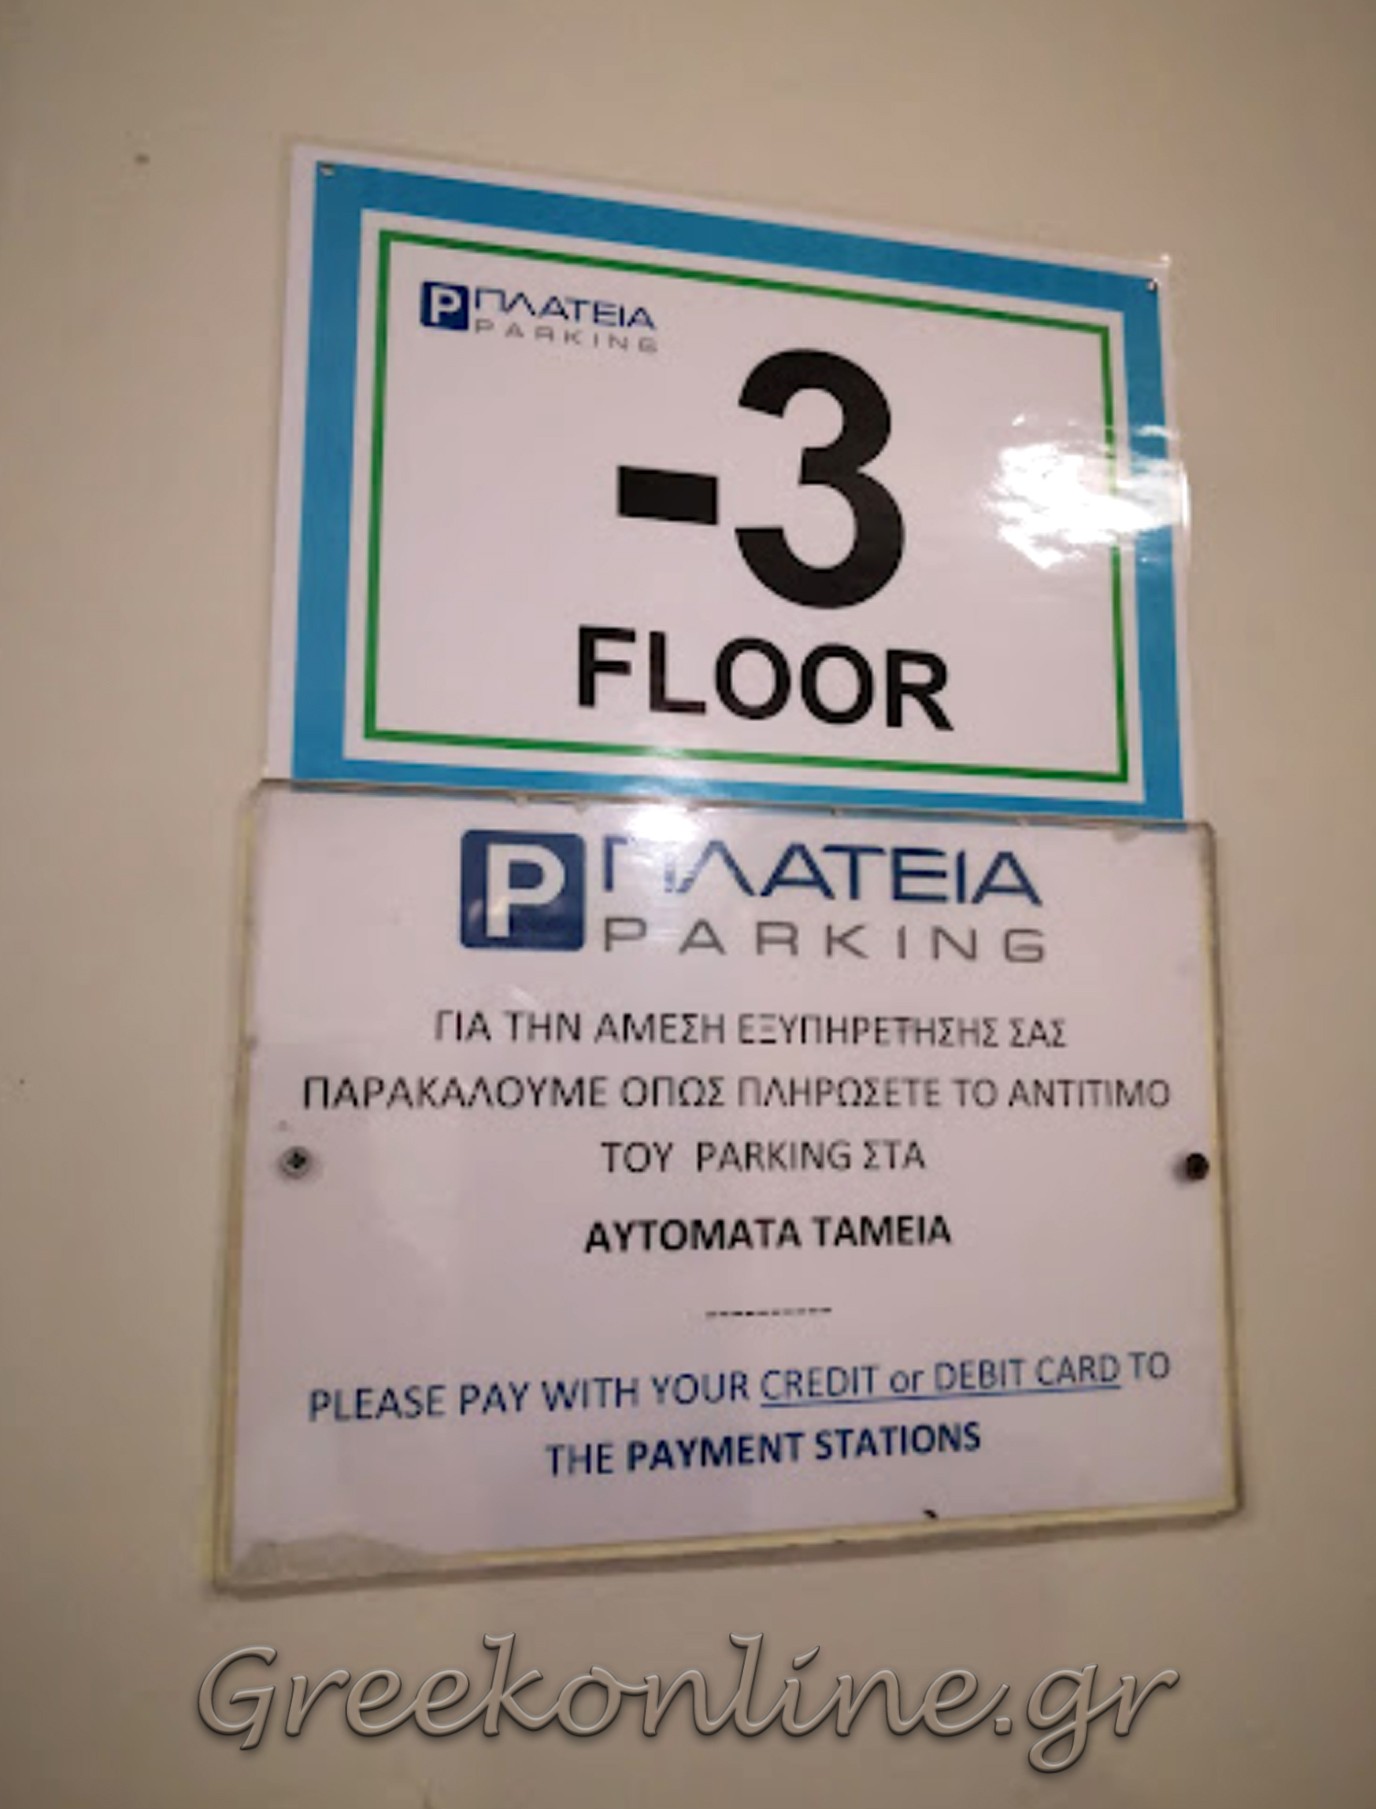 P ΠΛΑΤΕΙΑ
PARKING
-3
FLOOR
P ΠΛΑΤΕΙΑ
PARKING
ΓΙΑ ΤΗΝ ΑΜΕΣΗ ΕΞΥΠΗΡΕΤΗΣΗΣ ΣΑΣ
ΠΑΡΑΚΑΛΟΥΜΕ ΟΠΩΣ ΠΛΗΡΩΣΕΤΕ ΤΟ ΑΝΤΙΤΙΜΟ
ΤΟΥ PARKING ΣΤΑ
ΑΥΤΟΜΑΤΑ ΤΑΜΕΙΑ
----------
PLEASE PAY WITH YOUR CREDIT or DEBIT CARD TO
THE PAYMENT STATIONS
Greekonline.gr